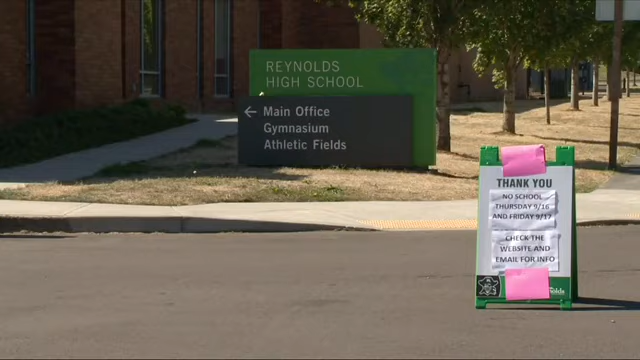 REYNOLDS
HIGH SCHOOL
← Main Office
Gymnasium
Athletic Fields
THANK YOU
NO SCHOOL
THURSDAY 9/16
AND FRIDAY 9/17
CHECK THE
WEBSITE AND
EMAIL FOR INFO